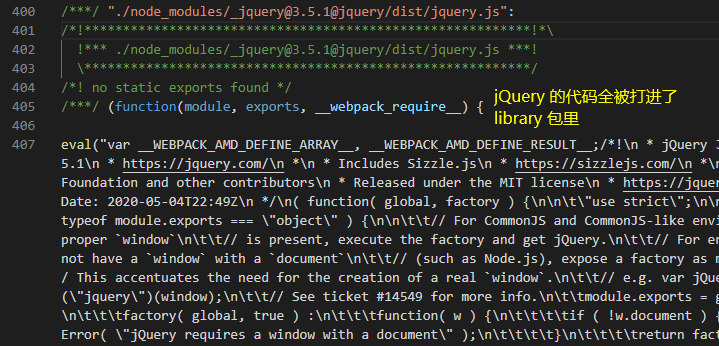 400 /***/ "./node_modules/_jquery@3.5.1@jquery/dist/jquery.js":
401 /*!**********************************************************!*\
402 !*** ./node_modules/_jquery@3.5.1@jquery/dist/jquery.js ***!
403 \**********************************************************/
404 /*! no static exports found */
405 /***/ (function(module, exports, __webpack_require__) {
jQuery 的代码全被打进了
library 包里
406
407 eval("var __WEBPACK_AMD_DEFINE_ARRAY__, __WEBPACK_AMD_DEFINE_RESULT__;/*!\n * jQuery J
5.1\n * https://jquery.com/\n *\n * Includes Sizzle.js\n * https://sizzlejs.com/\n *\n
Foundation and other contributors\n * Released under the MIT license\n * https://jque
Date: 2020-05-04T22:49Z\n */\n( function( global, factory ) {\n\n\t\"use strict\";\n\n
typeof module.exports === \"object\" ) {\n\n\t\t// For CommonJS and CommonJS-like envi
proper `window`\n\t\t// is present, execute the factory and get jQuery.\n\t\t// For en
not have a `window` with a `document`\n\t\t// (such as Node.js), expose a factory as m
/ This accentuates the need for the creation of a real `window`.\n\t\t// e.g. var jQu
(\"jquery\")(window);\n\t\t// See ticket #14549 for more info.\n\t\tmodule.exports = g
\n\t\t\tfactory( global, true ) :\n\t\t\tfunction( w ) {\n\t\t\t\tif ( !w.document ) {
Error( \"jQuery requires a window with a document\" );\n\t\t\t\t}\n\t\t\t\treturn fact